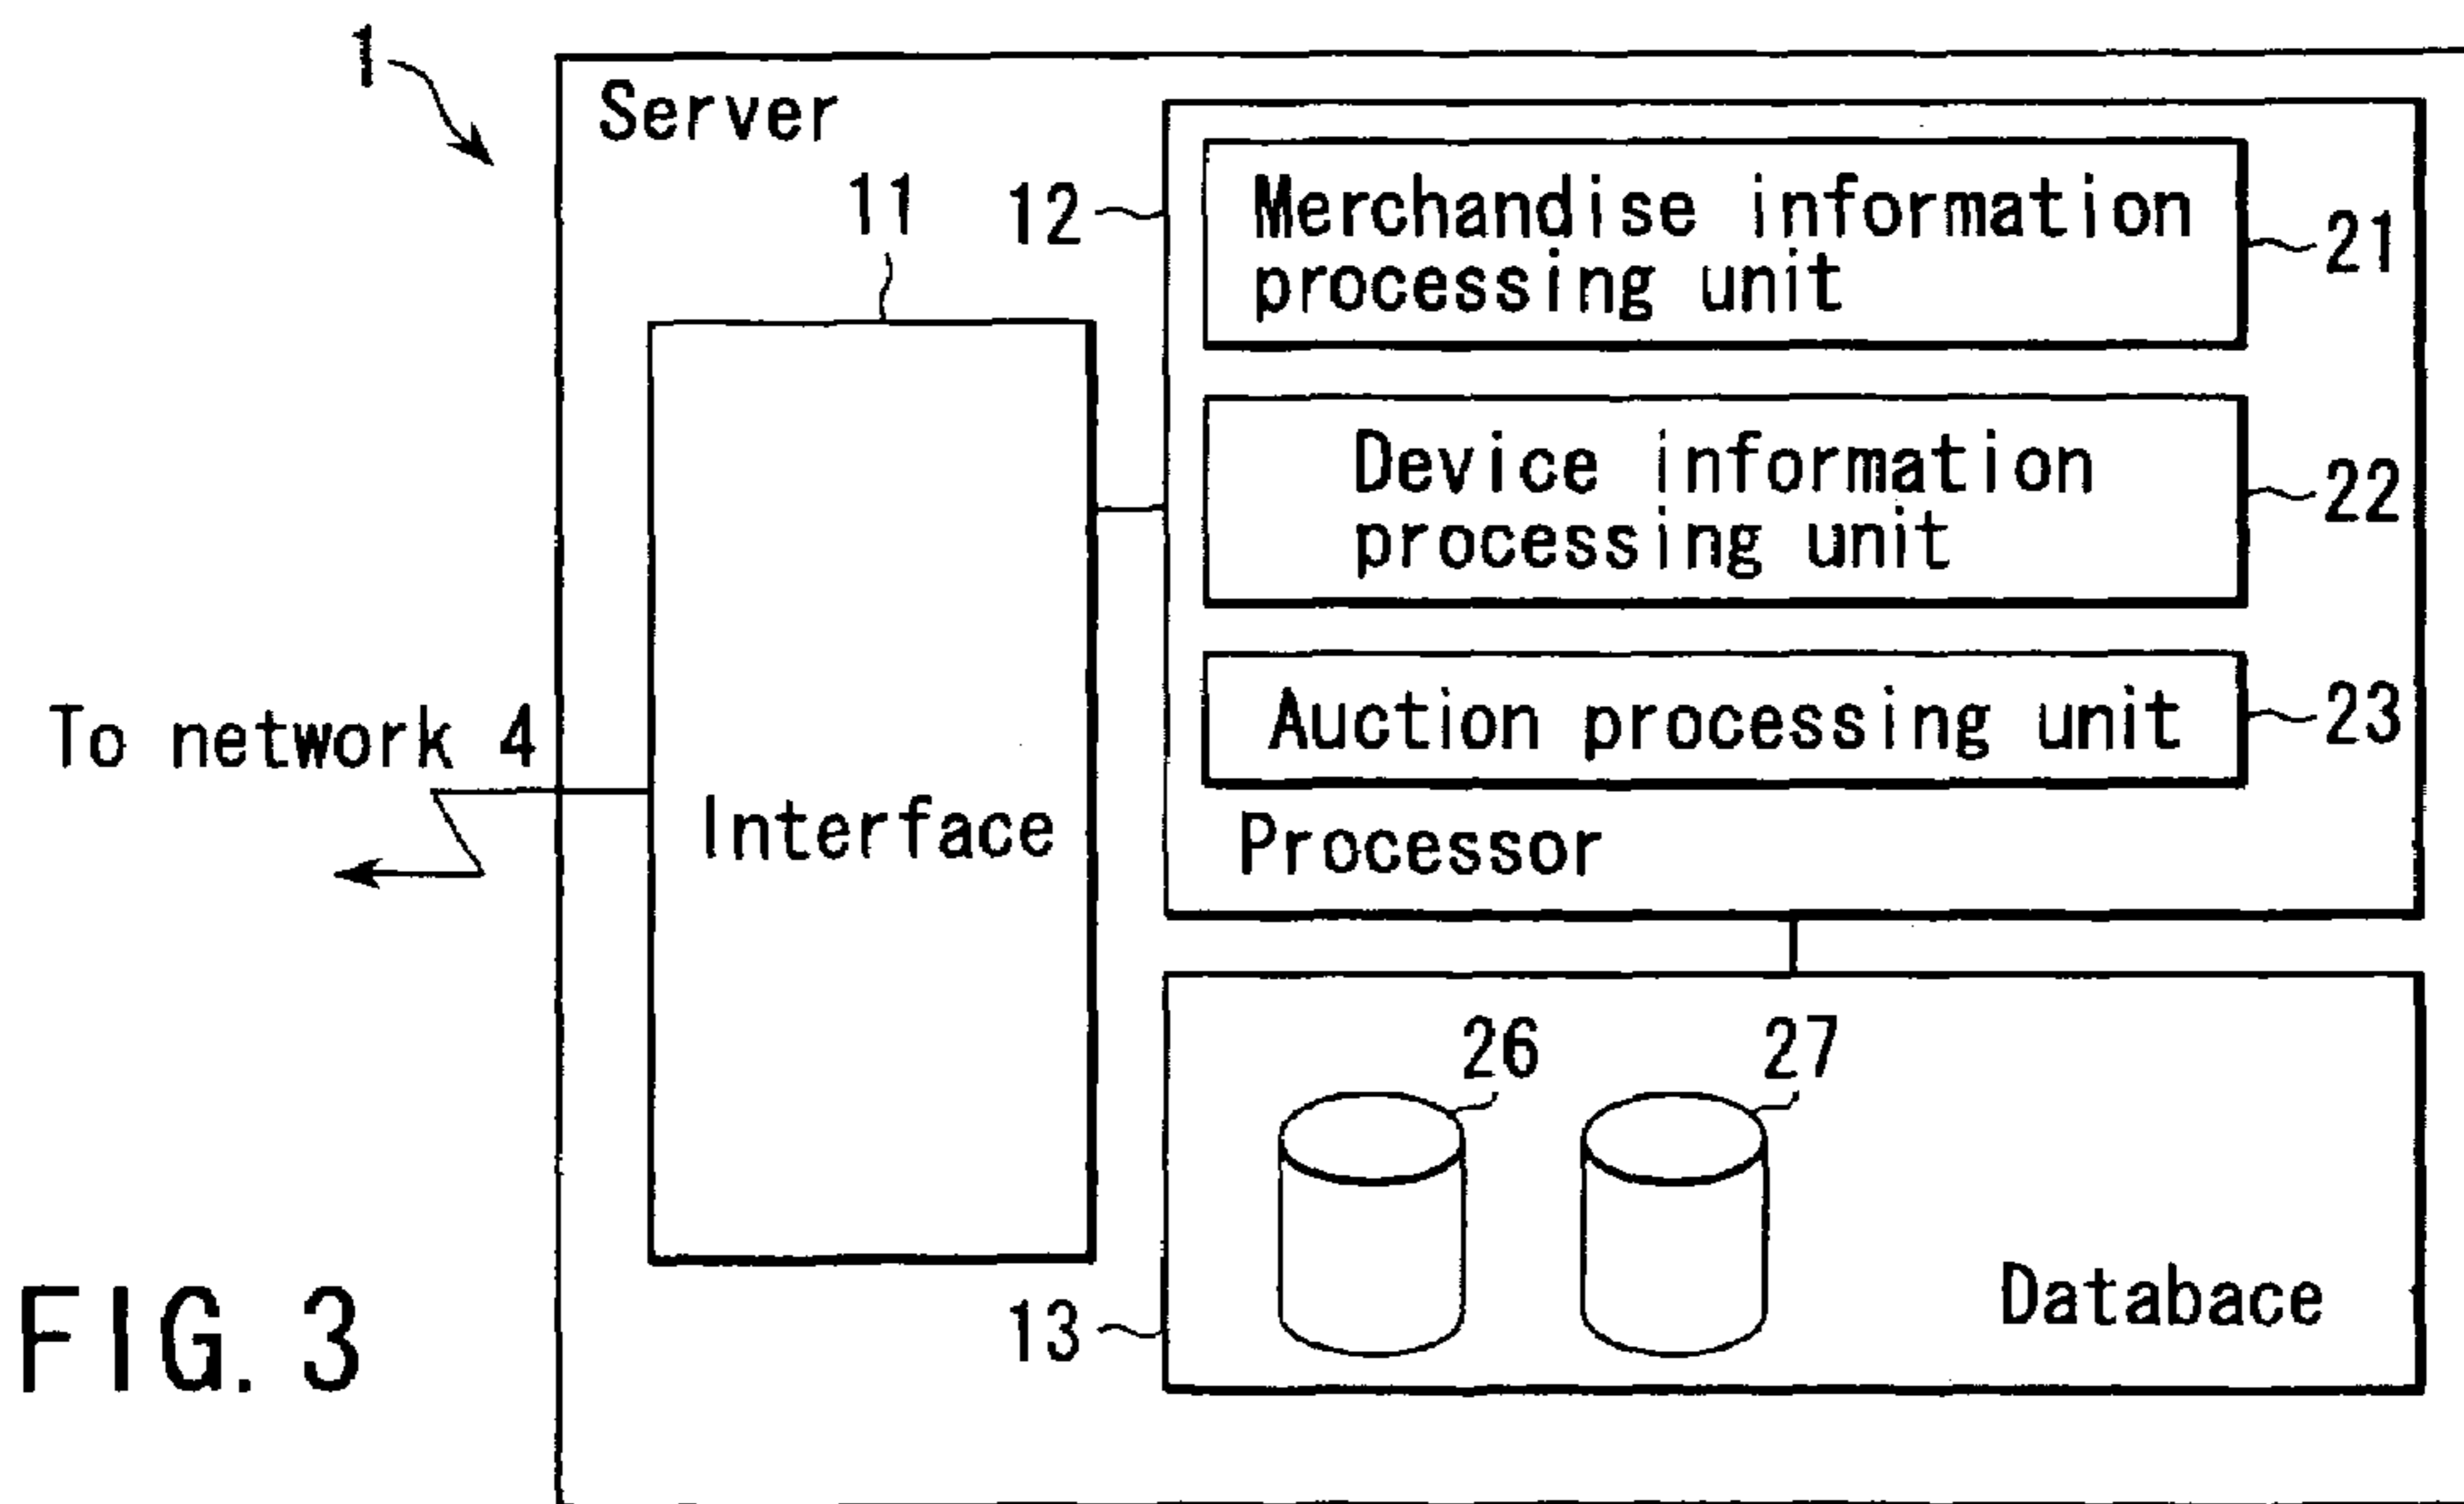 1
Server
11
12
Merchandise information
processing unit
21
Device information
processing unit
22
Auction processing unit
23
Processor
To network 4
Interface
26
27
13
Databace
FIG. 3